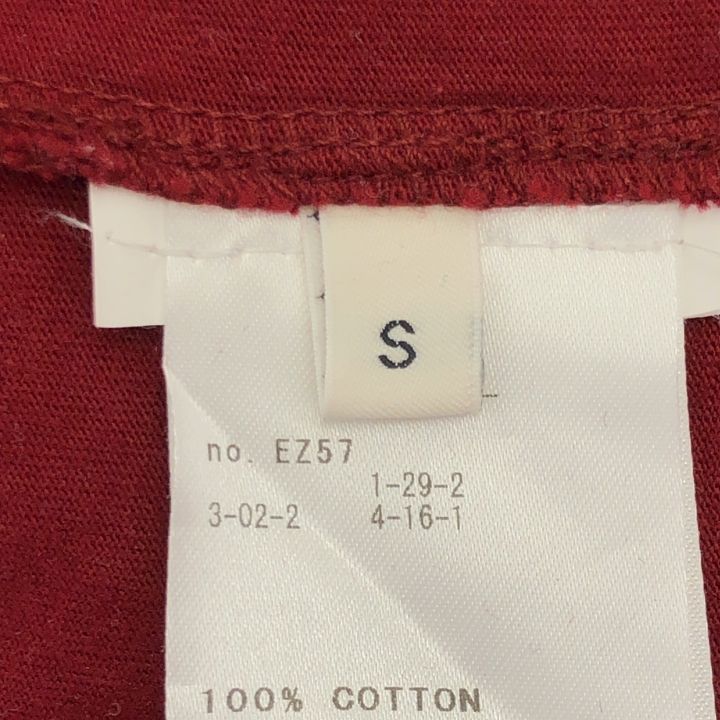 S
no. EZ57
1-29-2
3-02-2 4-16-1
100% COTTON